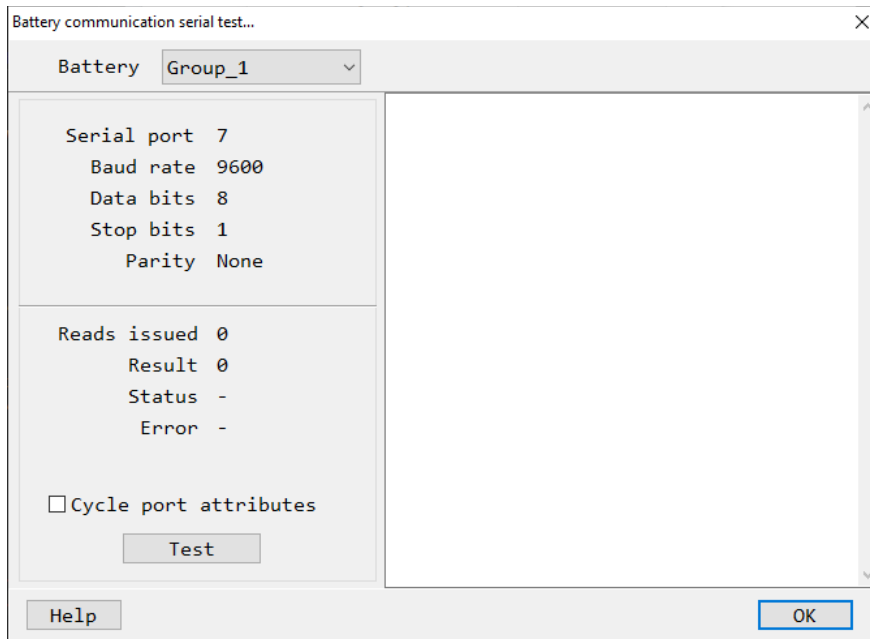 Battery communication serial test...
Battery Group_1
Serial port 7
Baud rate 9600
Data bits 8
Stop bits 1
Parity None
Reads issued 0
Result 0
Status -
Error -
Cycle port attributes
Test
Help OK